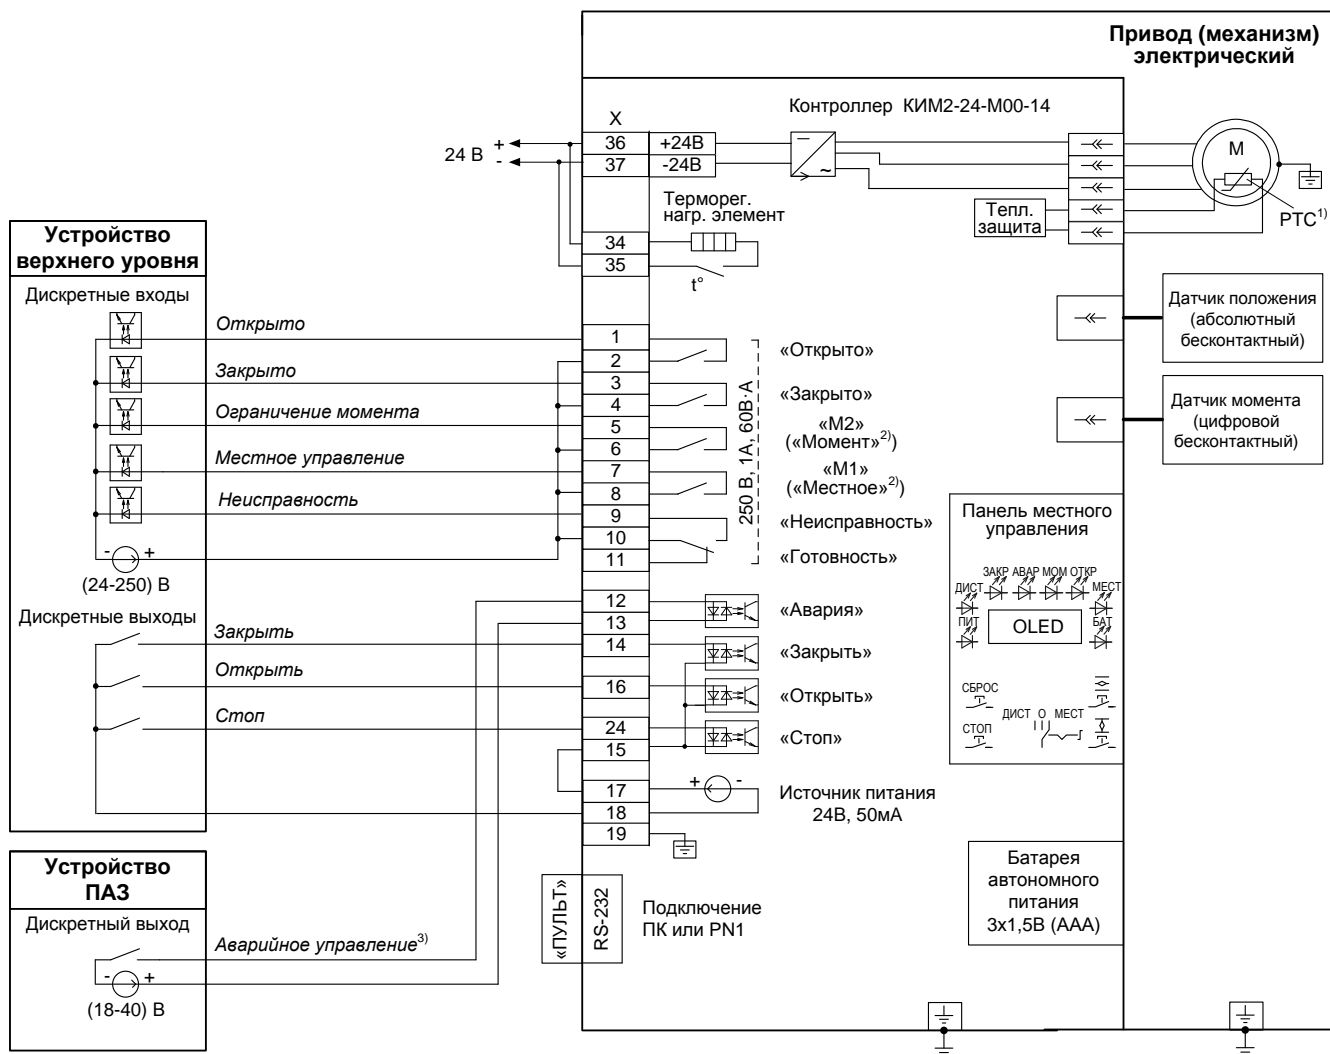 Привод (механизм)
электрический
Контроллер КИМ2-24-М00-14
X
24 В
+
-
36
+24В
37
-24В
–
~
М
PTC1)
Тепл.
защита
Терморег.
нагр. элемент
34
35
t°
Устройство
верхнего уровня
Дискретные входы
Открыто
Закрыто
Ограничение момента
Местное управление
Неисправность
- +
(24-250) В
Дискретные выходы
Закрыть
Открыть
Стоп
1
2
3
4
5
6
7
8
9
10
11
250 В, 1А, 60В·А
«Открыто»
«Закрыто»
«М2»
(«Момент»2))
«М1»
(«Местное»2))
«Неисправность»
«Готовность»
12
13
14
16
24
15
17
18
19
«Авария»
«Закрыть»
«Открыть»
«Стоп»
+ -
Источник питания
24В, 50мА
Датчик положения
(абсолютный
бесконтактный)
Датчик момента
(цифровой
бесконтактный)
Панель местного
управления
ЗАКР АВАР МОМ ОТКР
ДИСТ
МЕСТ
ПИТ
OLED
БАТ
СБРОС
ДИСТ О МЕСТ
СТОП
Батарея
автономного
питания
3х1,5В (ААА)
Устройство
ПАЗ
Дискретный выход
Аварийное управление3)
- +
(18-40) В
«ПУЛЬТ»
RS-232
Подключение
ПК или PN1